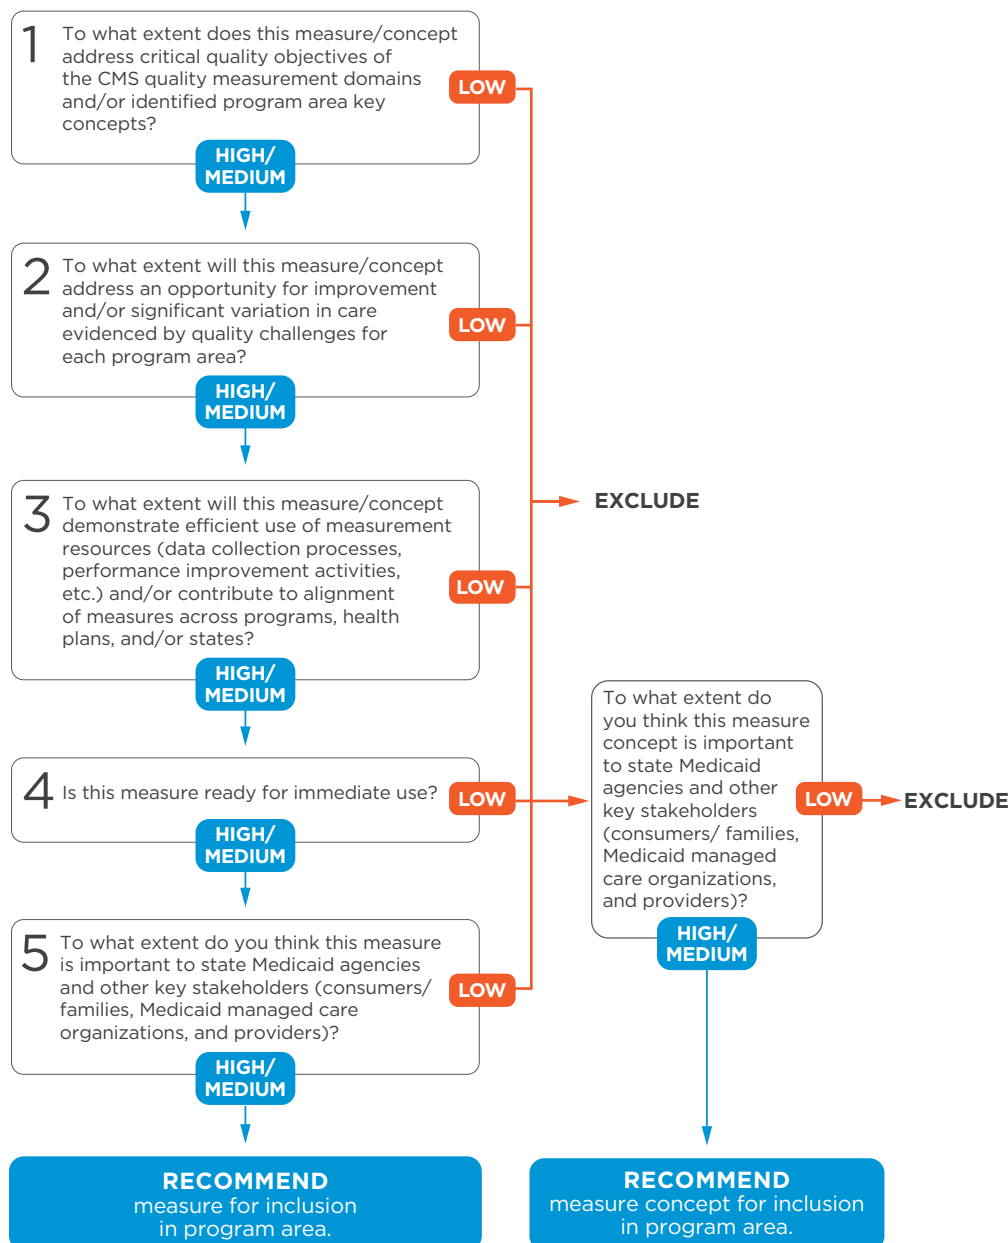 1
To what extent does this measure/concept
address critical quality objectives of
the CMS quality measurement domains
and/or identified program area key
concepts?
LOW
HIGH/
MEDIUM
2
To what extent will this measure/concept
address an opportunity for improvement
and/or significant variation in care
evidenced by quality challenges for
each program area?
LOW
HIGH/
MEDIUM
3
To what extent will this measure/concept
demonstrate efficient use of measurement
resources (data collection processes,
performance improvement activities,
etc.) and/or contribute to alignment
of measures across programs, health
plans, and/or states?
LOW
HIGH/
MEDIUM
EXCLUDE
4
Is this measure ready for immediate use?
LOW
HIGH/
MEDIUM
To what extent do
you think this measure
concept is important
to state Medicaid
agencies and other
key stakeholders
(consumers/ families,
Medicaid managed
care organizations,
and providers)?
LOW
EXCLUDE
HIGH/
MEDIUM
5
To what extent do you think this measure
is important to state Medicaid agencies
and other key stakeholders (consumers/
families, Medicaid managed care
organizations, and providers)?
LOW
HIGH/
MEDIUM
RECOMMEND
measure for inclusion
in program area.
RECOMMEND
measure concept for inclusion
in program area.